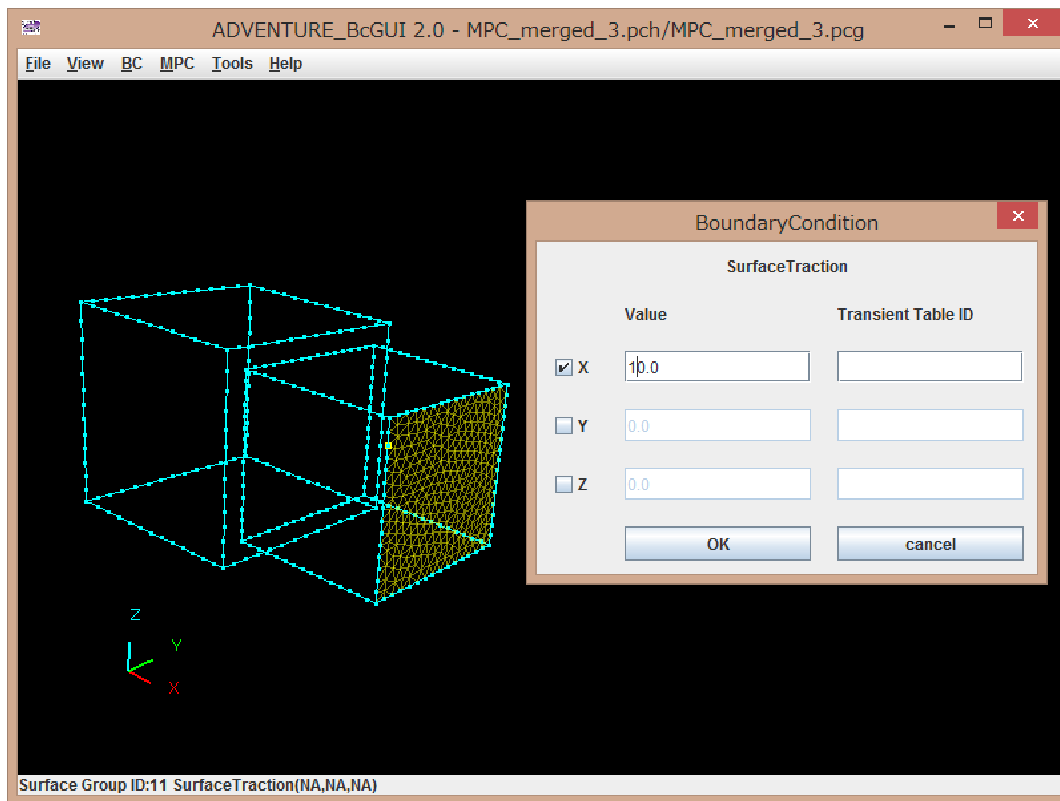 ADVENTURE_BcGUI 2.0 - MPC_merged_3.pch/MPC_merged_3.pcg
File View BC MPC Tools Help
BoundaryCondition
SurfaceTraction
Value Transient Table ID
X 10.0
Y 0.0
Z 0.0
OK cancel
Z
Y
X
Surface Group ID:11 SurfaceTraction(NA,NA,NA)